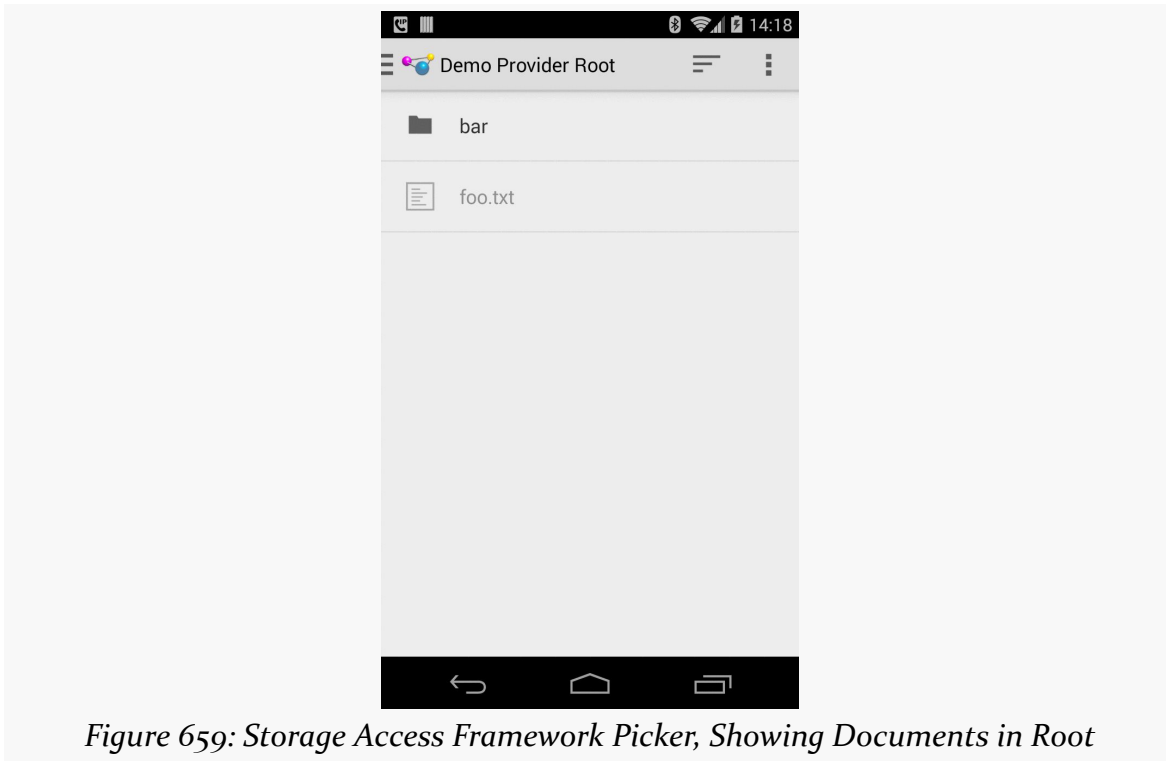 14:18
Demo Provider Root
bar
foo.txt
Figure 659: Storage Access Framework Picker, Showing Documents in Root